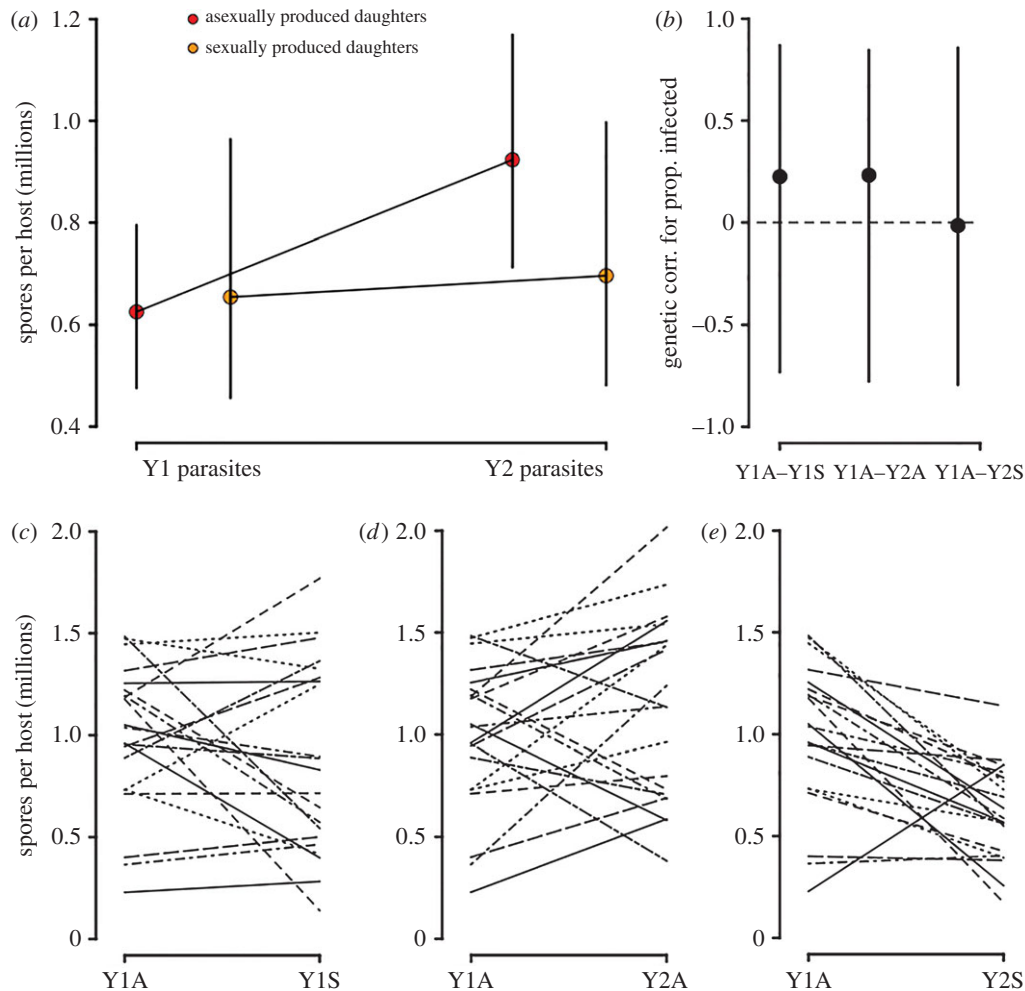 (a)
asexually produced daughters
sexually produced daughters
spores per host (millions)
1.2
1.0
0.8
0.6
0.4
Y1 parasites
Y2 parasites
(b)
genetic corr. for prop. infected
1.0
0.5
0
–0.5
–1.0
Y1A–Y1S
Y1A–Y2A
Y1A–Y2S
(c)
spores per host (millions)
2.0
1.5
1.0
0.5
0
Y1A
Y1S
(d)
2.0
1.5
1.0
0.5
0
Y1A
Y2A
(e)
2.0
1.5
1.0
0.5
0
Y1A
Y2S